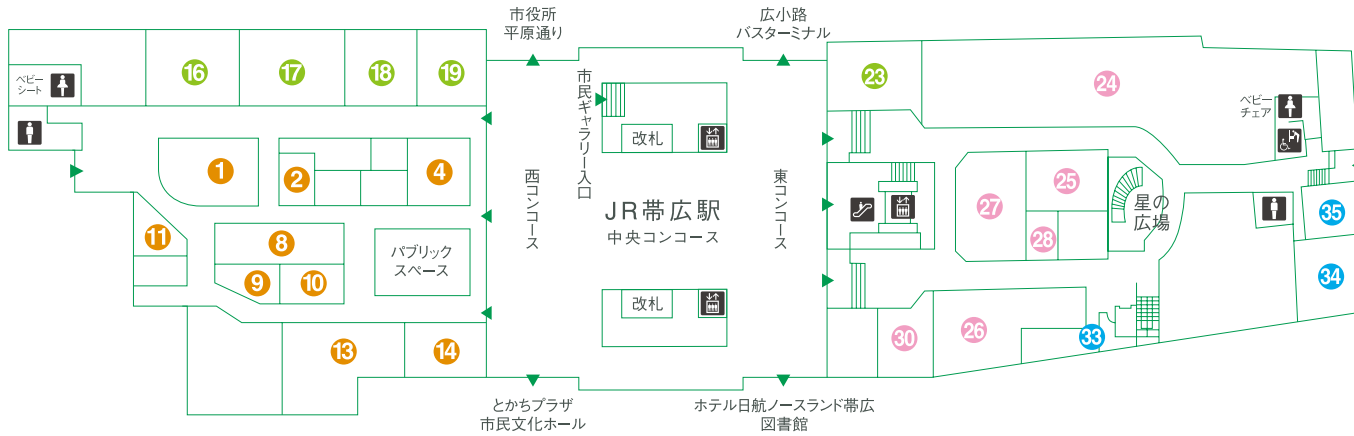 市役所
平原通り
広小路
バスターミナル
16
17
18
19
23
24
ベビー
シート
市民ギャラリー入口
改札
ベビー
チェア
1
2
4
西コンコース
東コンコース
JR帯広駅
中央コンコース
25
27
28
星の
広場
35
11
8
9
10
パブリック
スペース
34
改札
13
14
30
26
33
とかちプラザ
市民文化ホール
ホテル日航ノースランド帯広
図書館